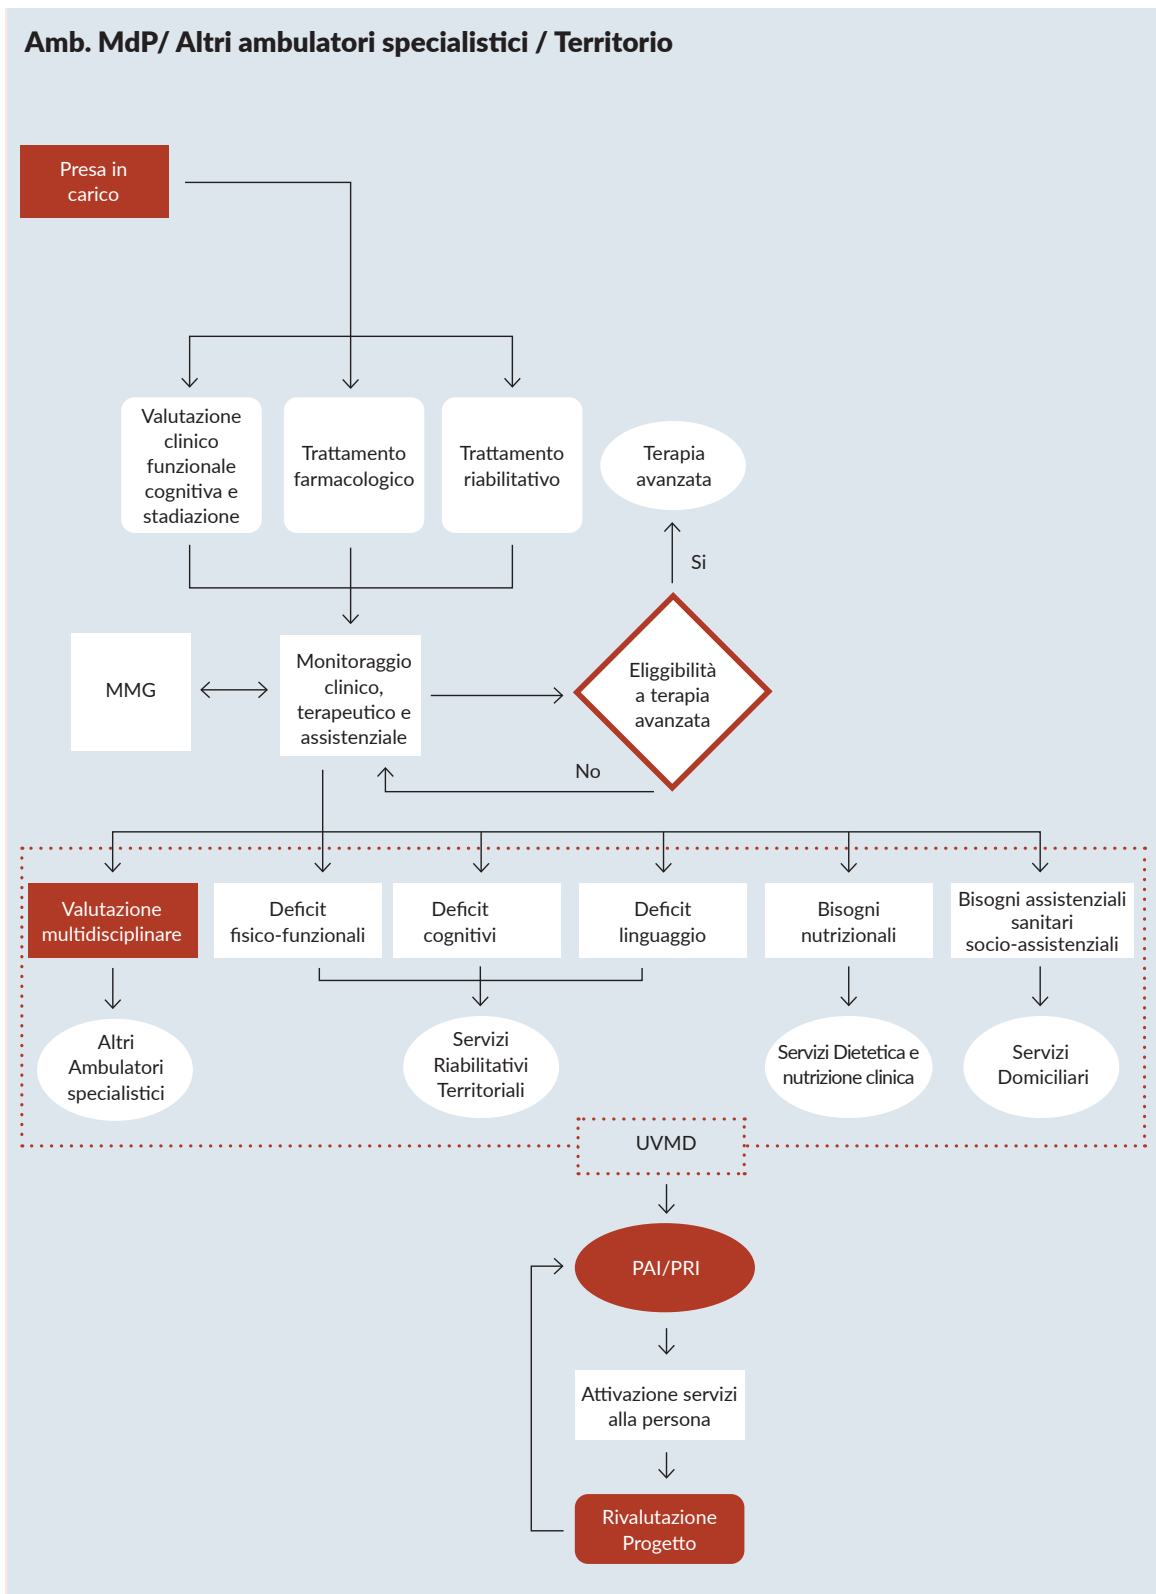 Amb. MdP/ Altri ambulatori specialistici / Territorio
Presa in
carico
Valutazione
clinico
funzionale
cognitiva e
stadiazione
Trattamento
farmacologico
Trattamento
riabilitativo
Terapia
avanzata
Si
MMG
Monitoraggio
clinico,
terapeutico e
assistenziale
Eliggibilità
a terapia
avanzata
No
Valutazione
multidisciplinare
Deficit
fisico-funzionali
Deficit
cognitivi
Deficit
linguaggio
Bisogni
nutrizionali
Bisogni assistenziali
sanitari
socio-assistenziali
Altri
Ambulatori
specialistici
Servizi
Riabilitativi
Territoriali
Servizi Dietetica e
nutrizione clinica
Servizi
Domiciliari
UVMD
PAI/PRI
Attivazione servizi
alla persona
Rivalutazione
Progetto